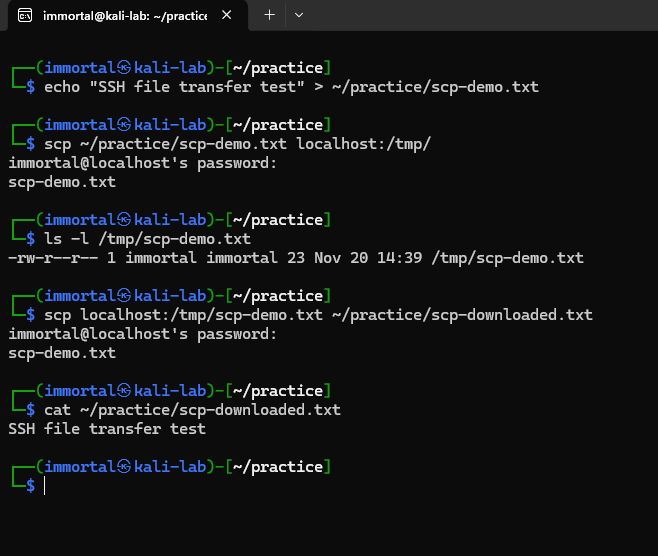 immortal@kali-lab: ~/practice
┌──(immortal㉿kali-lab)-[~/practice]
└─$ echo "SSH file transfer test" > ~/practice/scp-demo.txt
┌──(immortal㉿kali-lab)-[~/practice]
└─$ scp ~/practice/scp-demo.txt localhost:/tmp/
immortal@localhost's password:
scp-demo.txt
┌──(immortal㉿kali-lab)-[~/practice]
└─$ ls -l /tmp/scp-demo.txt
-rw-r--r-- 1 immortal immortal 23 Nov 20 14:39 /tmp/scp-demo.txt
┌──(immortal㉿kali-lab)-[~/practice]
└─$ scp localhost:/tmp/scp-demo.txt ~/practice/scp-downloaded.txt
immortal@localhost's password:
scp-demo.txt
┌──(immortal㉿kali-lab)-[~/practice]
└─$ cat ~/practice/scp-downloaded.txt
SSH file transfer test
┌──(immortal㉿kali-lab)-[~/practice]
└─$